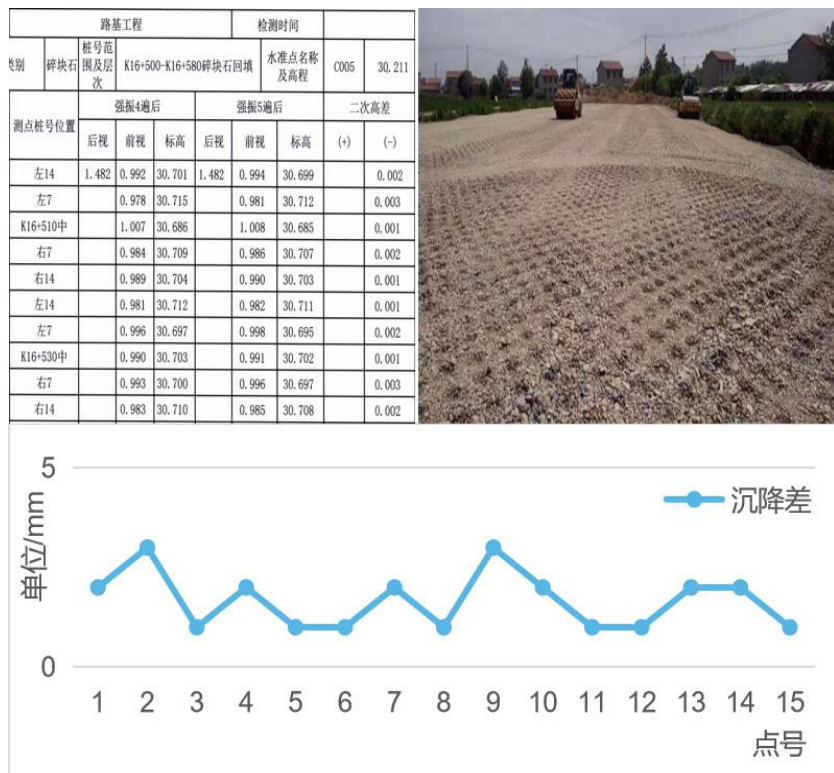 路基工程 检测时间
类别 碎块石 桩号范围及层次 K16+500-K16+580碎块石回填 水准点名称及高程 C005 30.211
测点桩号位置 强振4遍后 强振5遍后 二次高差
后视 前视 标高 后视 前视 标高 (+) (-)
左14 1.482 0.992 30.701 1.482 0.994 30.699 0.002
左7 0.978 30.715 0.981 30.712 0.003
K16+510中 1.007 30.686 1.008 30.685 0.001
右7 0.984 30.709 0.986 30.707 0.002
右14 0.989 30.704 0.990 30.703 0.001
左14 0.981 30.712 0.982 30.711 0.001
左7 0.996 30.697 0.998 30.695 0.002
K16+530中 0.990 30.703 0.991 30.702 0.001
右7 0.993 30.700 0.996 30.697 0.003
右14 0.983 30.710 0.985 30.708 0.002
5
沉降差
单位/mm
0
1 2 3 4 5 6 7 8 9 10 11 12 13 14 15
点号